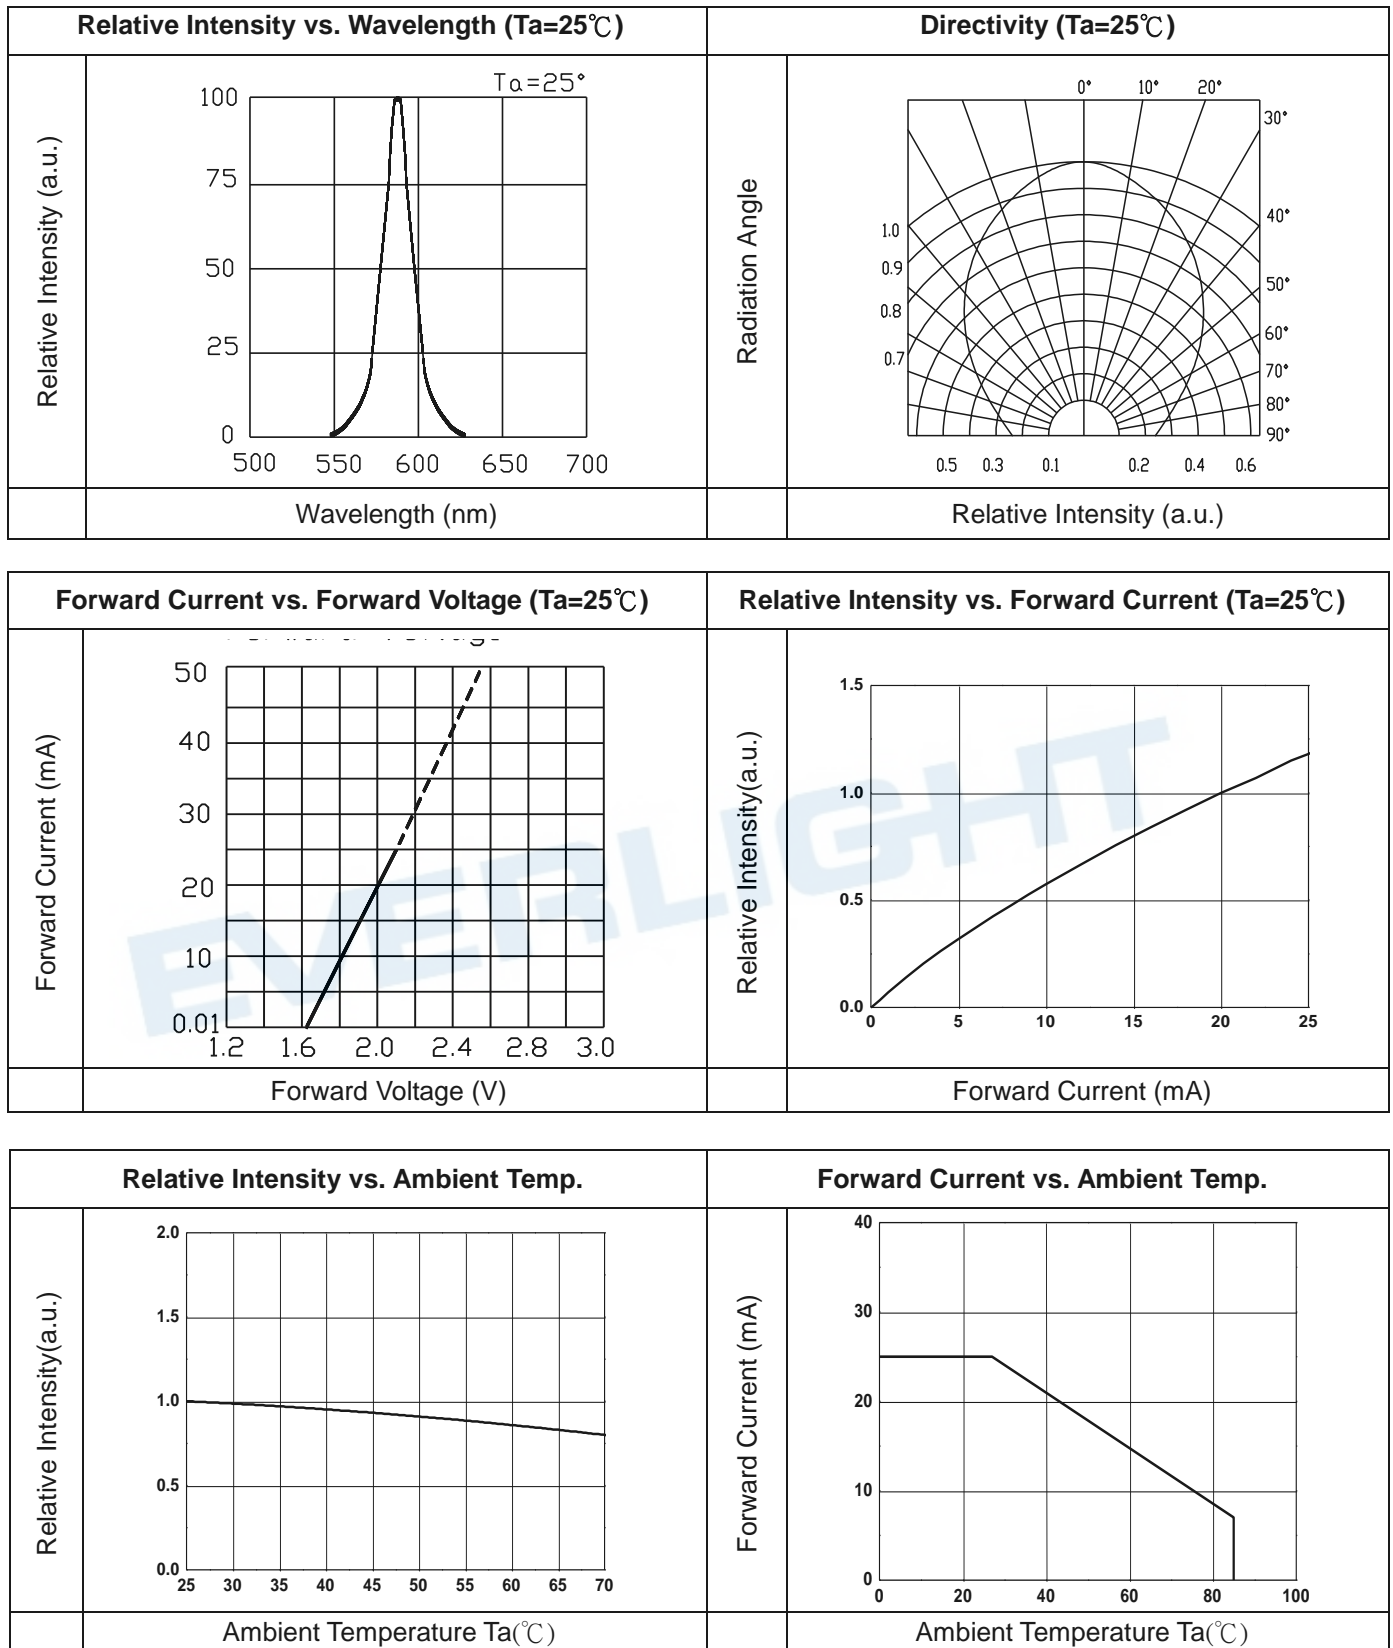 Relative Intensity vs. Wavelength (Ta=25℃)
Directivity (Ta=25℃)
Relative Intensity (a.u.)
Ta=25°
100
75
50
25
0
500 550 600 650 700
Wavelength (nm)
Radiation Angle
0° 10° 20°
30°
40°
50°
60°
70°
80°
90°
1.0
0.9
0.8
0.7
0.5 0.3 0.1 0.2 0.4 0.6
Relative Intensity (a.u.)
Forward Current vs. Forward Voltage (Ta=25℃)
Relative Intensity vs. Forward Current (Ta=25℃)
Forward Current (mA)
50
40
30
20
10
0.01
1.2 1.6 2.0 2.4 2.8 3.0
Forward Voltage (V)
Relative Intensity(a.u.)
1.5
1.0
0.5
0.0
0 5 10 15 20 25
Forward Current (mA)
EVERLIGHT
Relative Intensity vs. Ambient Temp.
Forward Current vs. Ambient Temp.
Relative Intensity(a.u.)
2.0
1.5
1.0
0.5
0.0
25 30 35 40 45 50 55 60 65 70
Ambient Temperature Ta(℃)
Forward Current (mA)
40
30
20
10
0
0 20 40 60 80 100
Ambient Temperature Ta(℃)